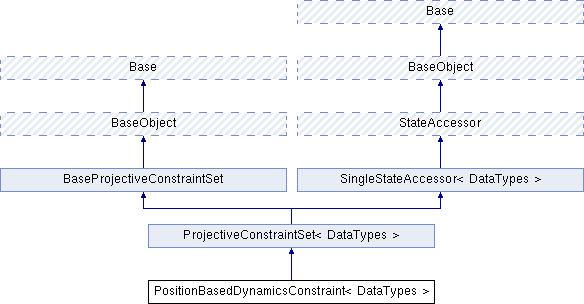 Base
Base
BaseObject
BaseObject
StateAccessor
BaseProjectiveConstraintSet
SingleStateAccessor< DataTypes >
ProjectiveConstraintSet< DataTypes >
PositionBasedDynamicsConstraint< DataTypes >